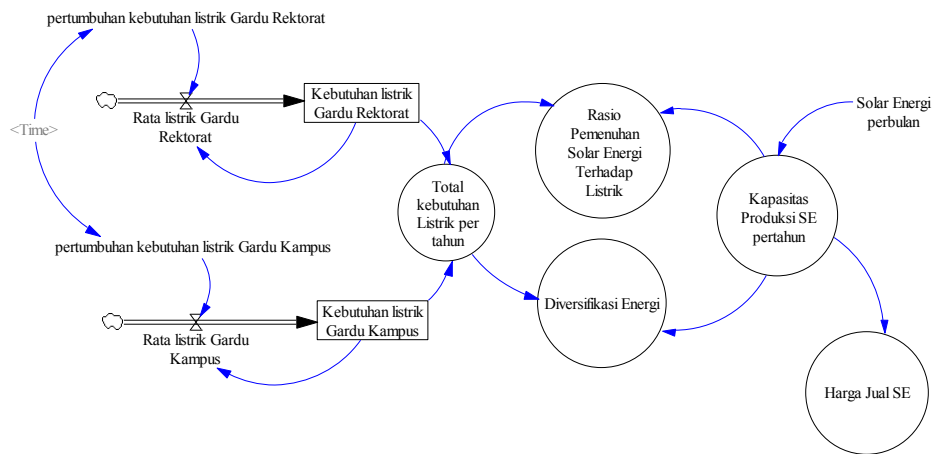 pertumbuhan kebutuhan listrik Gardu Rektorat
Kebutuhan listrik
Gardu Rektorat
Rata listrik Gardu
Rektorat
<Time>
Rasio
Pemenuhan
Solar Energi
Terhadap
Listrik
Solar Energi
perbulan
Total
kebutuhan
Listrik per
tahun
Kapasitas
Produksi SE
pertahun
pertumbuhan kebutuhan listrik Gardu Kampus
Kebutuhan listrik
Gardu Kampus
Rata listrik Gardu
Kampus
Diversifikasi Energi
Harga Jual SE